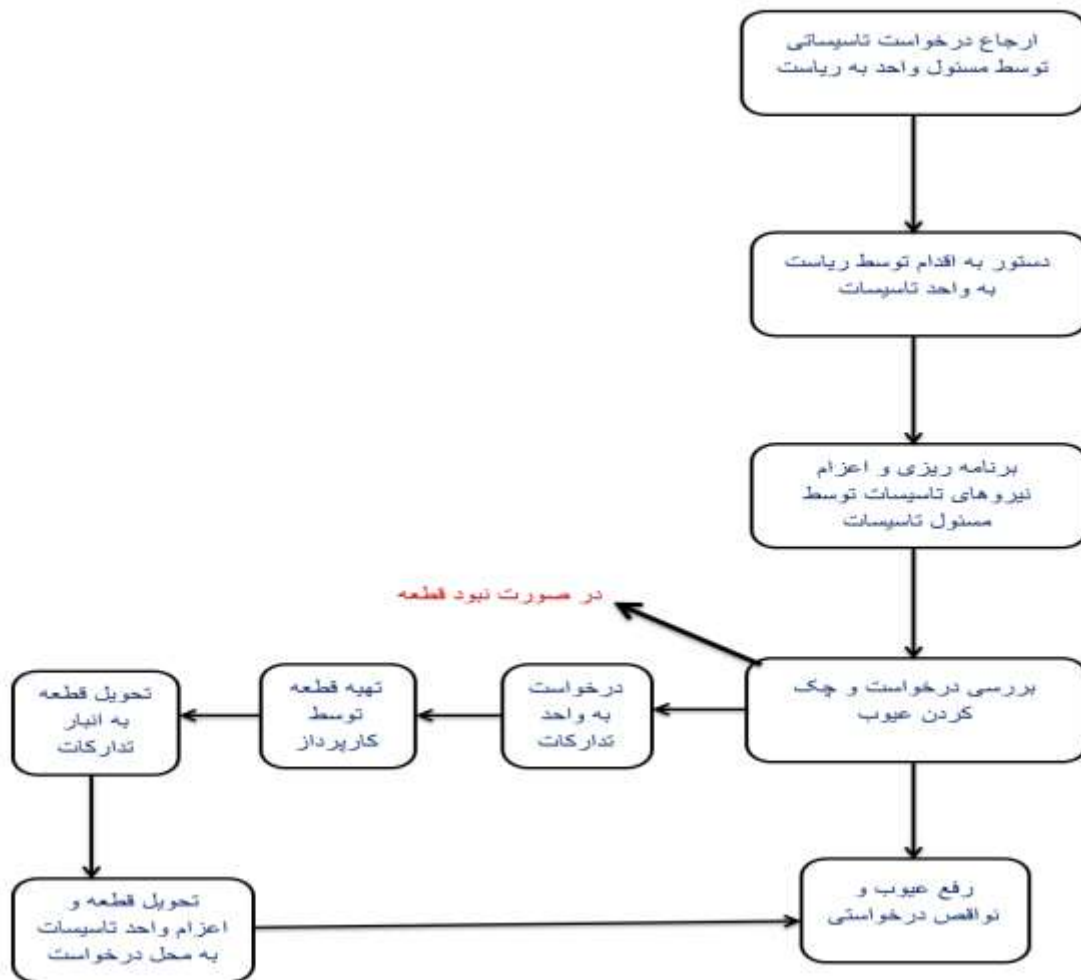 ارجاع درخواست تاسیساتی
توسط مسئول واحد به ریاست
دستور به اقدام توسط ریاست
به واحد تاسیسات
برنامه ریزی و اعزام
نیروهای تاسیسات توسط
مسئول تاسیسات
در صورت نبود قطعه
بررسی درخواست و چک
کردن عیوب
درخواست
به واحد
تدارکات
تهیه قطعه
توسط
کارپرداز
تحویل قطعه
به انبار
تدارکات
تحویل قطعه و
اعزام واحد تاسیسات
به محل درخواست
رفع عیوب و
نواقص درخواستی